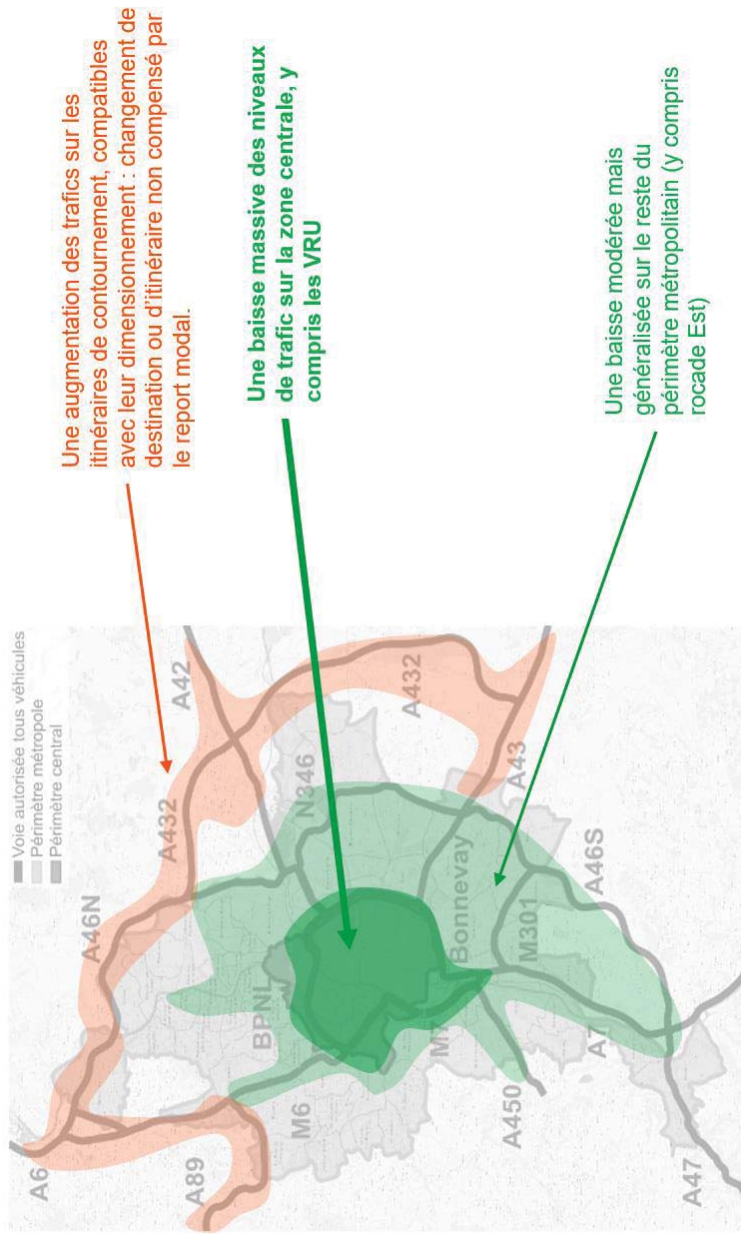 Voie autorisée tous véhicules
Périmètre métropole
Périmètre central
A6
A89
A46N
A432
A42
M6
BPNL
N346
A432
A450
M7
Bonnevay
A43
M301
A7
A46S
A47
Une augmentation des trafics sur les
itinéraires de contournement, compatibles
avec leur dimensionnement : changement de
destination ou d'itinéraire non compensé par
le report modal.
Une baisse massive des niveaux
de trafic sur la zone centrale, y
compris les VRU
Une baisse modérée mais
généralisée sur le reste du
périmètre métropolitain (y compris
rocade Est)